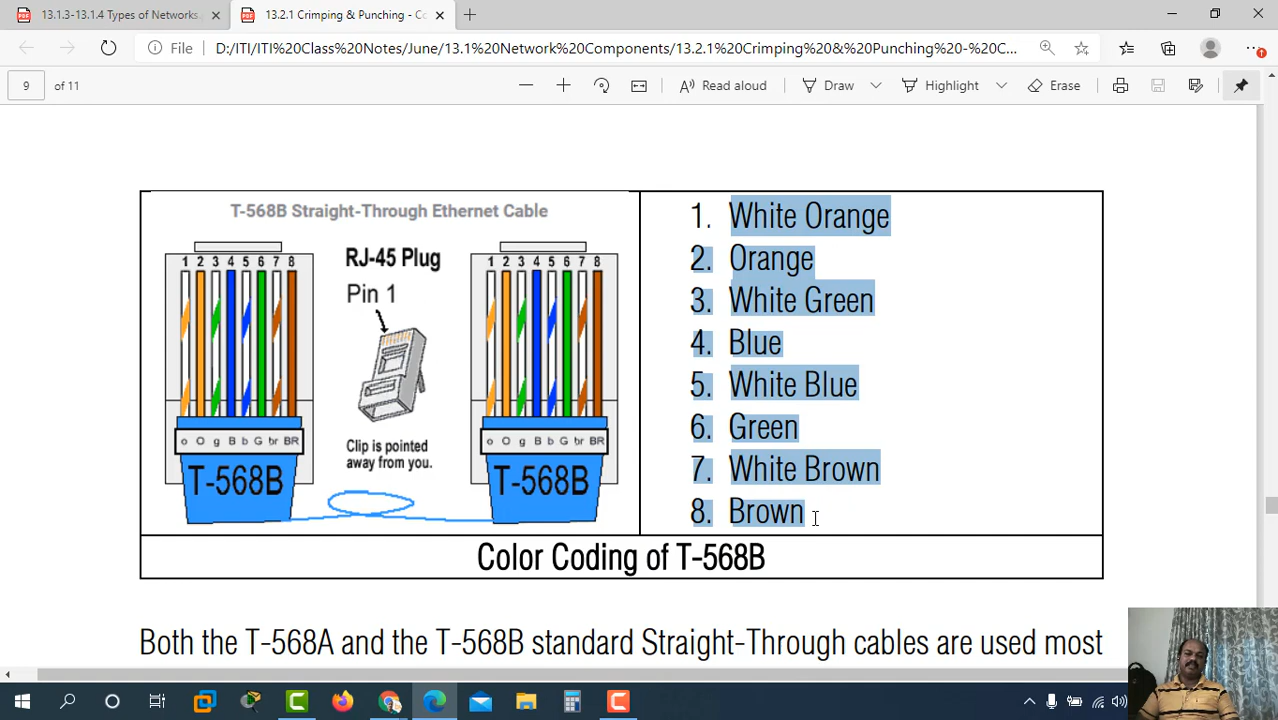 13.1.3-13.1.4 Types of Networks
13.2.1 Crimping & Punching - Co
File
D:/ITI/ITI%20Class%20Notes/June/13.1%20Network%20Components/13.2.1%20Crimping%20&%20Punching%20-%20C...
9 of 11
Read aloud
Draw
Highlight
Erase
T-568B Straight-Through Ethernet Cable
1 2 3 4 5 6 7 8
RJ-45 Plug
Pin 1
1 2 3 4 5 6 7 8
Clip is pointed
away from you.
o O g B b G br BR
T-568B
o O g B b G br BR
T-568B
1. White Orange
2. Orange
3. White Green
4. Blue
5. White Blue
6. Green
7. White Brown
8. Brown
Color Coding of T-568B
Both the T-568A and the T-568B standard Straight-Through cables are used most